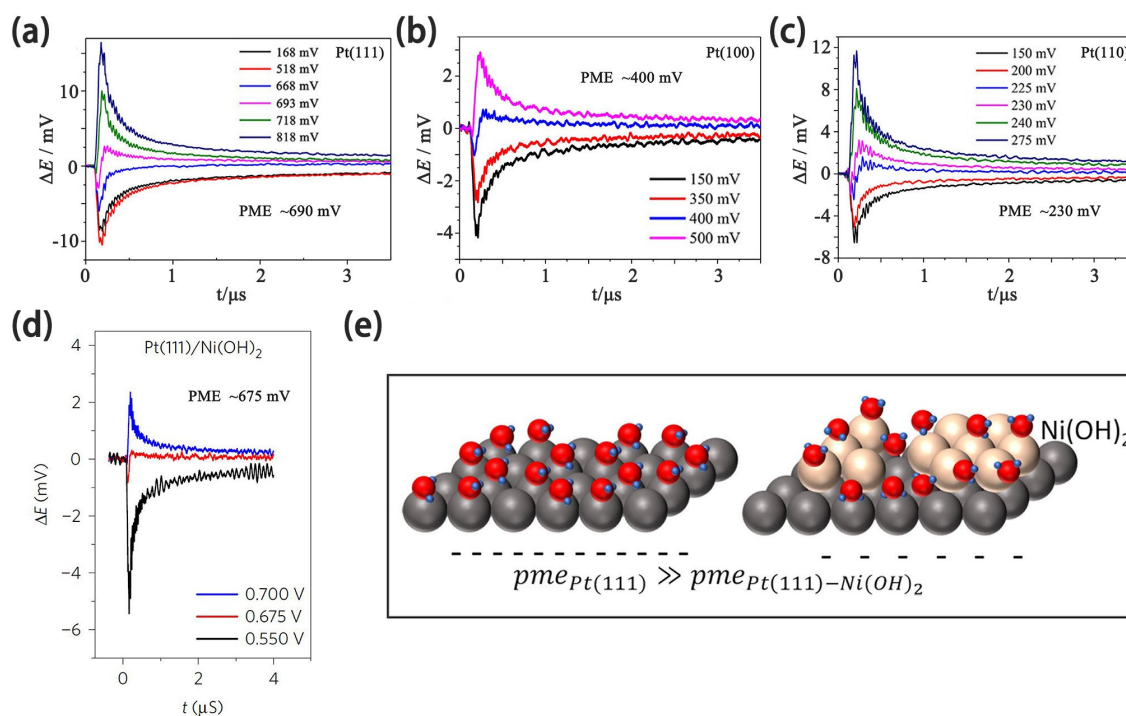 (a)
Pt(111)
168 mV
518 mV
668 mV
693 mV
718 mV
818 mV
PME ~690 mV
ΔE / mV
10
0
-10
0
1
2
3
t/μs
(b)
Pt(100)
PME ~400 mV
150 mV
350 mV
400 mV
500 mV
ΔE / mV
4
2
0
-2
-4
0
1
2
3
t/μs
(c)
Pt(110)
150 mV
200 mV
225 mV
230 mV
240 mV
275 mV
PME ~230 mV
ΔE / mV
12
8
4
0
-4
-8
0
1
2
3
t/μs
(d)
Pt(111)/Ni(OH)₂
PME ~675 mV
0.700 V
0.675 V
0.550 V
ΔE (mV)
4
2
0
−2
−4
−6
0
2
4
t (μS)
(e)
Ni(OH)₂
- - - - - - - - - - - -
- - - - - -
pme_Pt(111) ≫ pme_Pt(111)−Ni(OH)₂